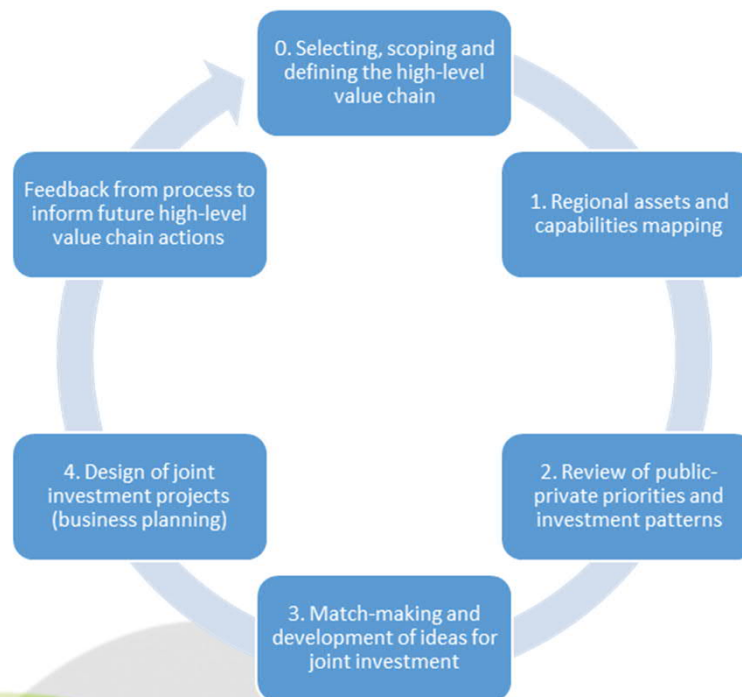 0. Selecting, scoping and
defining the high-level
value chain
1. Regional assets and
capabilities mapping
2. Review of public-
private priorities and
investment patterns
3. Match-making and
development of ideas for
joint investment
4. Design of joint
investment projects
(business planning)
Feedback from process to
inform future high-level
value chain actions